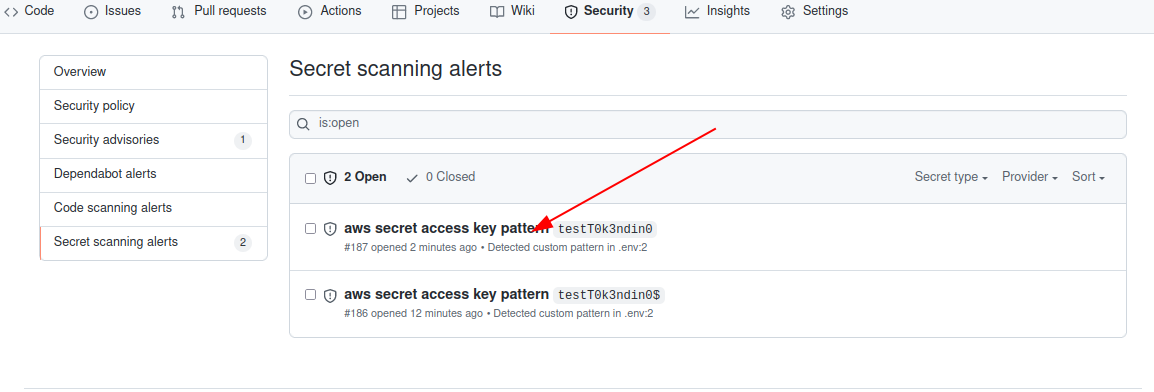 Code Issues Pull requests Actions Projects Wiki Security 3 Insights Settings
Overview
Security policy
Security advisories 1
Dependabot alerts
Code scanning alerts
Secret scanning alerts 2
Secret scanning alerts
is:open
2 Open 0 Closed Secret type Provider Sort
aws secret access key pattern testT0k3ndin0
#187 opened 2 minutes ago • Detected custom pattern in .env:2
aws secret access key pattern testT0k3ndin0$
#186 opened 12 minutes ago • Detected custom pattern in .env:2